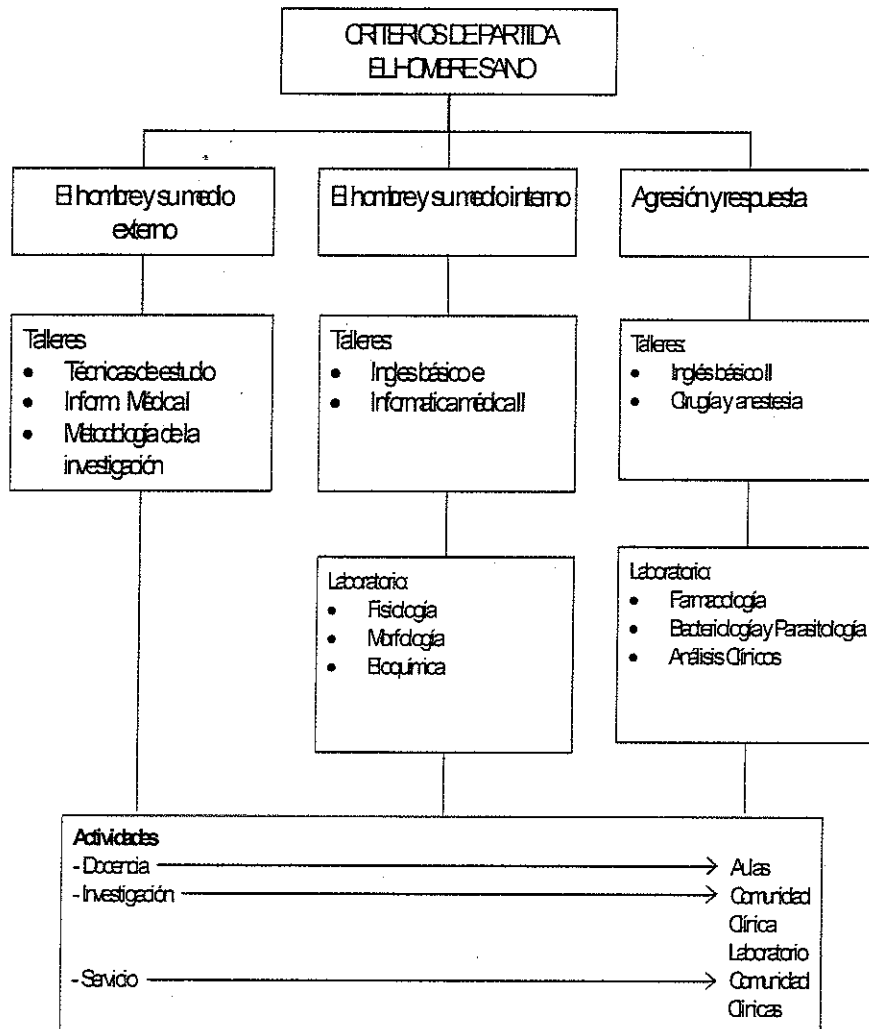 CRITERIOS DE PARTIDA
EL HOMBRE SANO
El hombre y su medio
externo
El hombre y su medio interno
Agresión y respuesta
Talleres:
• Técnicas de estudio
• Inform. Médica I
• Metodología de la
investigación
Talleres:
• Ingles básico e
• Informatica médica II
Talleres:
• Inglés básico II
• Cirugía y anestesia
Laboratorio:
• Fisiología
• Morfología
• Bioquímica
Laboratorio:
• Farmacología
• Bacteriología y Parasitología
• Análisis Clínicos
Actividades
- Docencia → Aulas
- Investigación → Comunidad
Clínica
Laboratorio
- Servicio → Comunidad
Clínicas